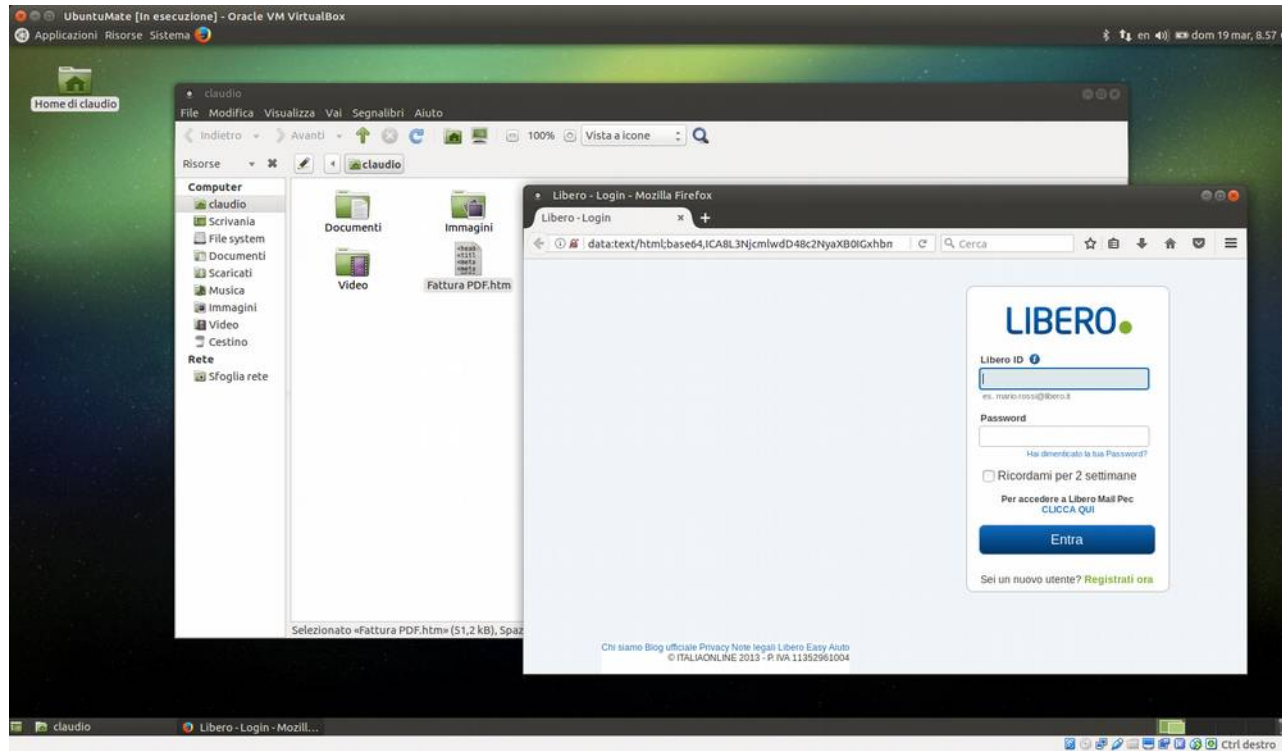 UbuntuMate [In esecuzione] - Oracle VM VirtualBox
Applicazioni Risorse Sistema
en dom 19 mar, 8.57
Home di claudio
claudio
File Modifica Visualizza Vai Segnalibri Aiuto
Indietro Avanti 100% Vista a icone
Risorse claudio
Computer
claudio
Scrivania
File system
Documenti
Scaricati
Musica
Immagini
Video
Cestino
Rete
Sfoglia rete
Documenti
Immagini
Video
Fattura PDF.htm
Selezionato «Fattura PDF.htm» (51,2 kB), Spaz
Libero - Login - Mozilla Firefox
Libero - Login
data:text/html;base64,ICA8L3NjcmlwdD48c2NyaXB0IGxhbn
Cerca
LIBERO
Libero ID
es. mario.rossi@libero.it
Password
Hai dimenticato la tua Password?
Ricordami per 2 settimane
Per accedere a Libero Mail Pec
CLICCA QUI
Entra
Sei un nuovo utente? Registrati ora
Chi siamo Blog ufficiale Privacy Note legali Libero Easy Aiuto
© ITALIAONLINE 2013 - P. IVA 11352961004
claudio
Libero - Login - Mozill...
Ctrl destro